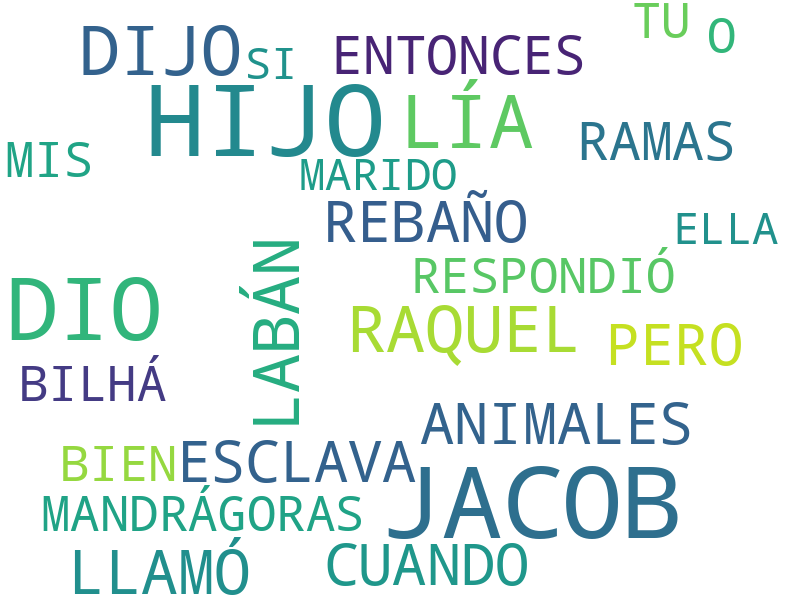 TU
O
DIJO
SI
ENTONCES
HIJO
LÍA
RAMAS
MIS
MARIDO
REBAÑO
ELLA
LABÁN
RESPONDIÓ
DIO
RAQUEL
PERO
BILHÁ
ANIMALES
BIEN
ESCLAVA
JACOB
MANDRÁGORAS
LLAMÓ
CUANDO